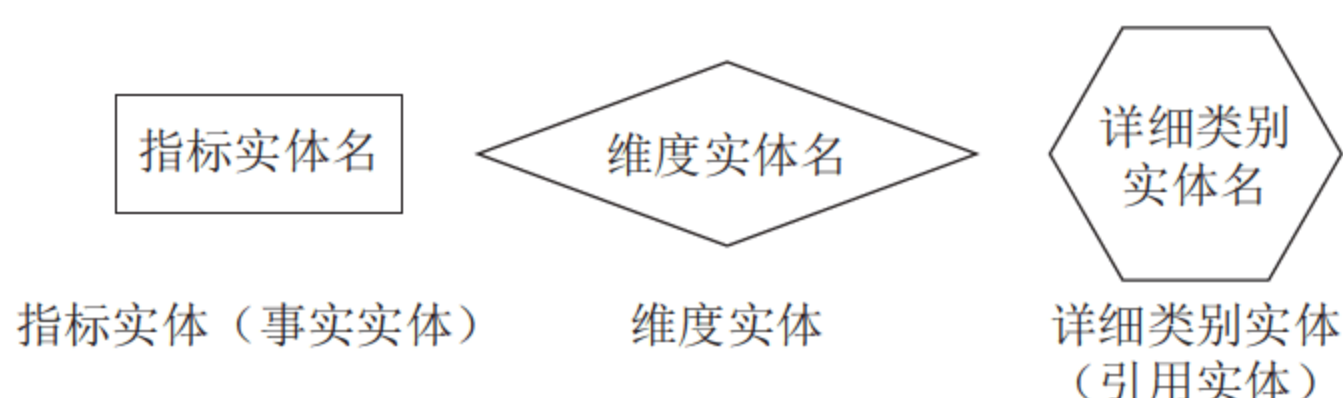 指标实体名
维度实体名
详细类别
实体名
指标实体（事实实体）
维度实体
详细类别实体
（引用实体）